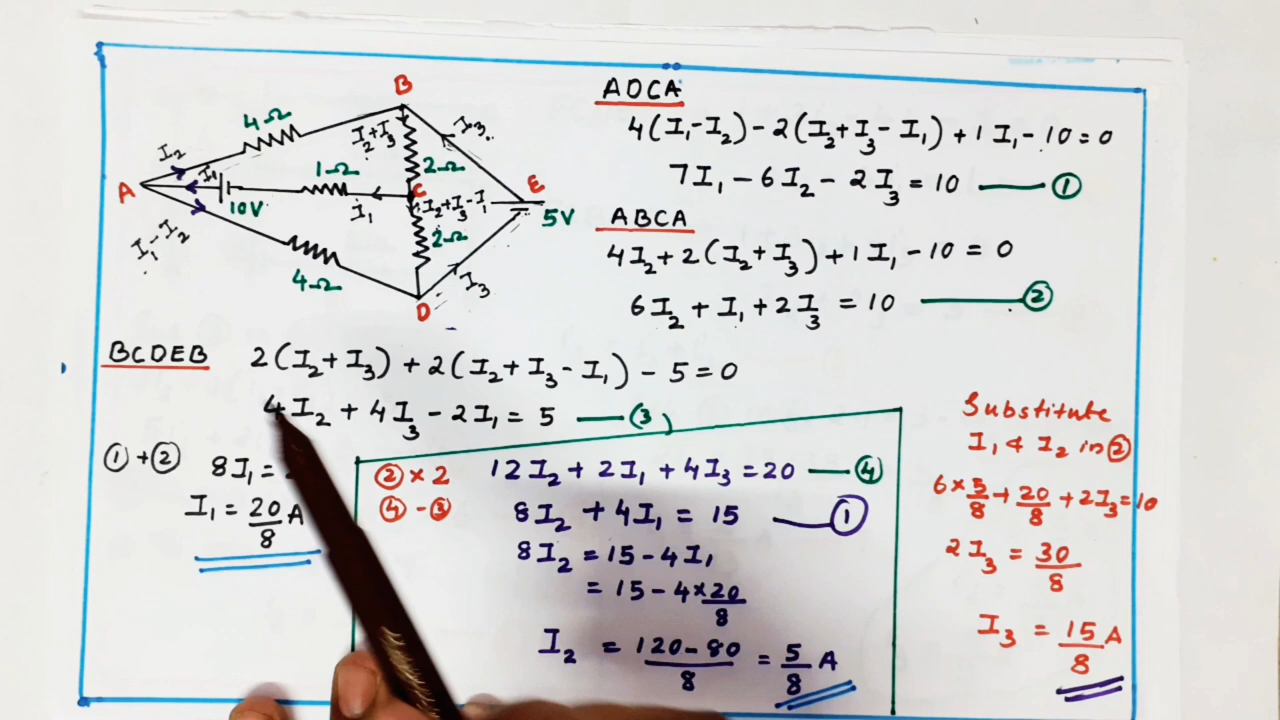 B
4Ω
I₂+I₃
I₃
I₂
2Ω
A
I₁
1Ω
C
E
10V
I₁
I₂+I₃-I₁
5V
I₁-I₂
2Ω
4Ω
I₃
D
ADCA
4(I₁-I₂)-2(I₂+I₃-I₁)+1I₁-10=0
7I₁-6I₂-2I₃=10 ①
ABCA
4I₂+2(I₂+I₃)+1I₁-10=0
6I₂+I₁+2I₃=10 ②
BCDEB 2(I₂+I₃)+2(I₂+I₃-I₁)-5=0
4I₂+4I₃-2I₁=5 ③
①+② 8I₁=
I₁=20/8 A
②×2 12I₂+2I₁+4I₃=20 ④
④-③ 8I₂+4I₁=15 ①
8I₂=15-4I₁
=15-4×20/8
I₂ = 120-80/8 = 5/8 A
Substitute
I₁ & I₂ in ②
6×5/8+20/8+2I₃=10
2I₃=30/8
I₃=15/8 A